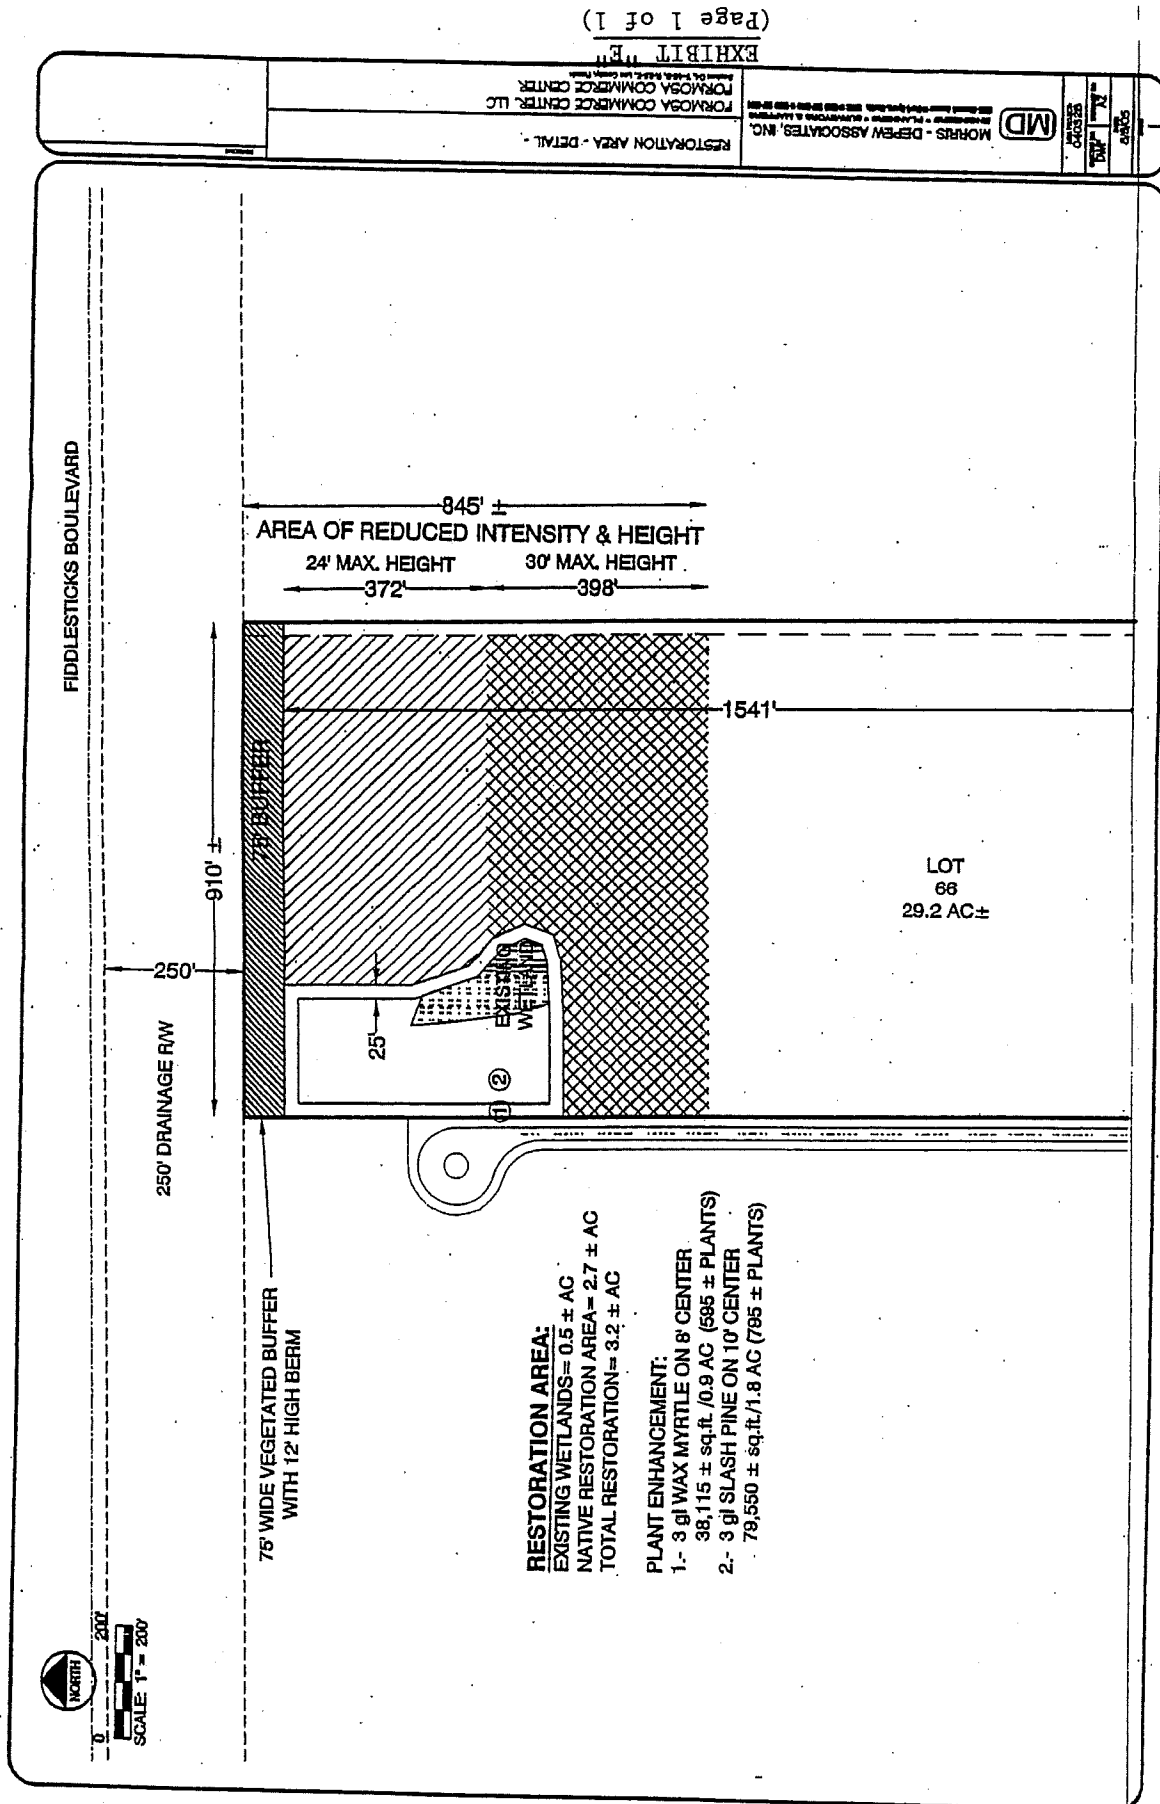 EXHIBIT "E"
(Page 1 of 1)
RESTORATION AREA - DETAIL -
FORMOSA COMMERCE CENTER, LLC
FORMOSA COMMERCE CENTER
MORRIS - DEPEW ASSOCIATES, INC.
ENGINEERS • PLANNERS • SURVEYORS & MAPPERS
MD
FIDDLESTICKS BOULEVARD
845' ±
AREA OF REDUCED INTENSITY & HEIGHT
24' MAX. HEIGHT
30' MAX. HEIGHT
372'
398'
75' BUFFER
1541'
910' ±
250'
LOT
66
29.2 AC±
EXISTING
WETLAND
25'
1
2
250' DRAINAGE R/W
75' WIDE VEGETATED BUFFER
WITH 12' HIGH BERM
RESTORATION AREA:
EXISTING WETLANDS= 0.5 ± AC
NATIVE RESTORATION AREA= 2.7 ± AC
TOTAL RESTORATION= 3.2 ± AC
PLANT ENHANCEMENT:
1.- 3 gl WAX MYRTLE ON 8' CENTER
38,115 ± sq.ft. /0.9 AC (595 ± PLANTS)
2.- 3 gl SLASH PINE ON 10' CENTER
79,550 ± sq.ft./1.8 AC (795 ± PLANTS)
NORTH
0 200'
SCALE: 1" = 200'